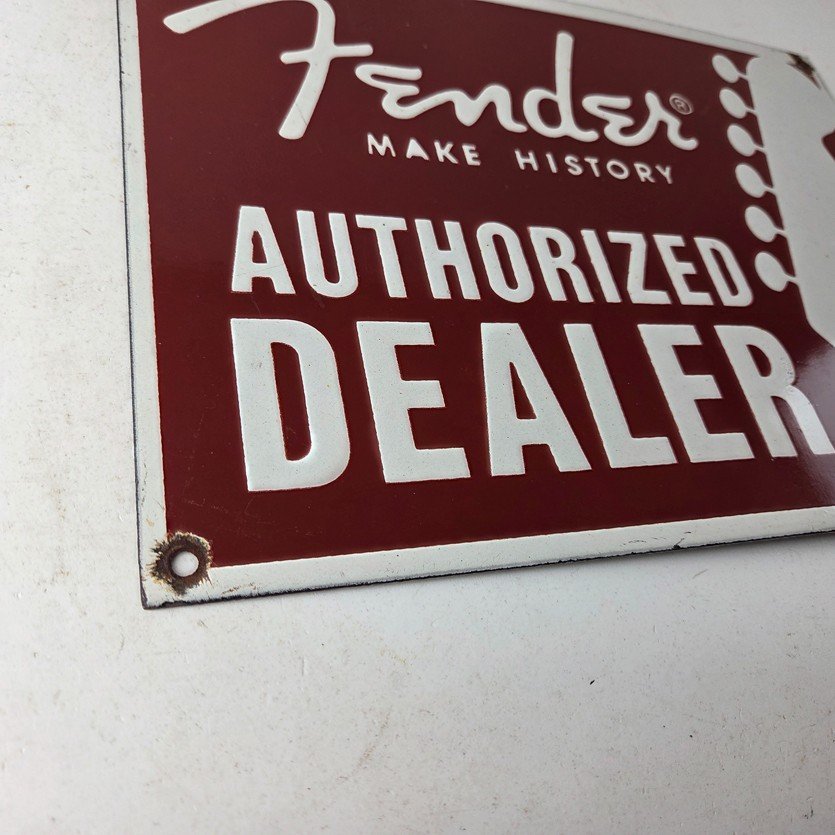 Fender®
MAKE HISTORY
AUTHORIZED
DEALER